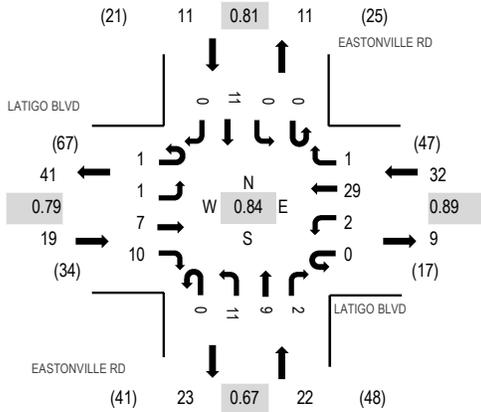 (21) 11 0.81 11 (25)
EASTONVILLE RD
LATIGO BLVD
0 11 0 0
(67) (47)
41 1 1 32
N
0.79 1 W 0.84 E 29 0.89
19 7 S 2 9
(34) 10 0 (17)
0 11 9 2
LATIGO BLVD
EASTONVILLE RD
(41) 23 0.67 22 (48)